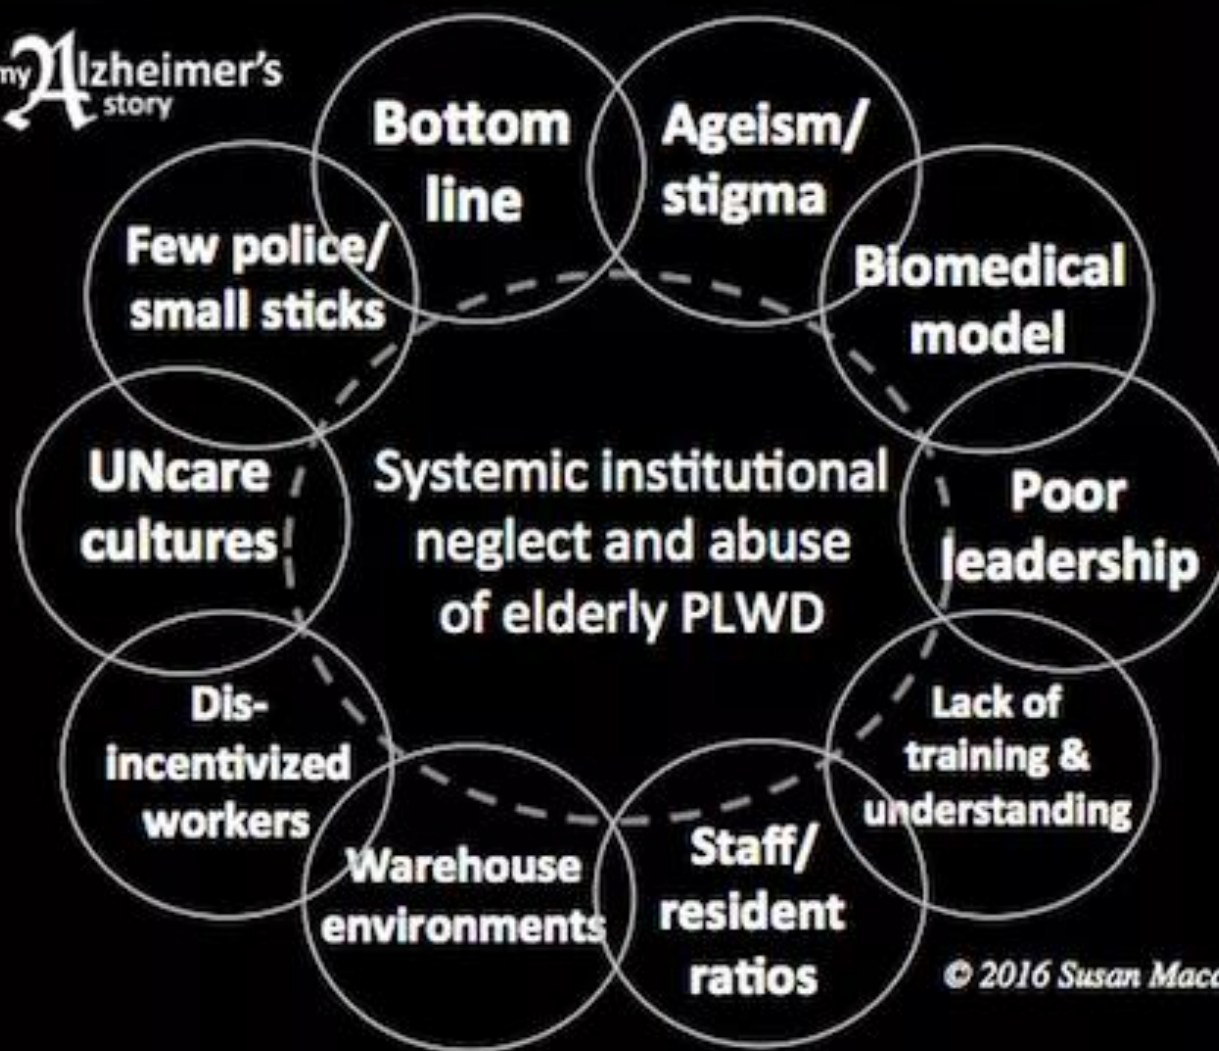 my Alzheimer's
story
Bottom
line
Ageism/
stigma
Biomedical
model
Poor
leadership
Lack of
training &
understanding
Staff/
resident
ratios
Warehouse
environments
Dis-
incentivized
workers
UNcare
cultures
Few police/
small sticks
Systemic institutional
neglect and abuse
of elderly PLWD
© 2016 Susan